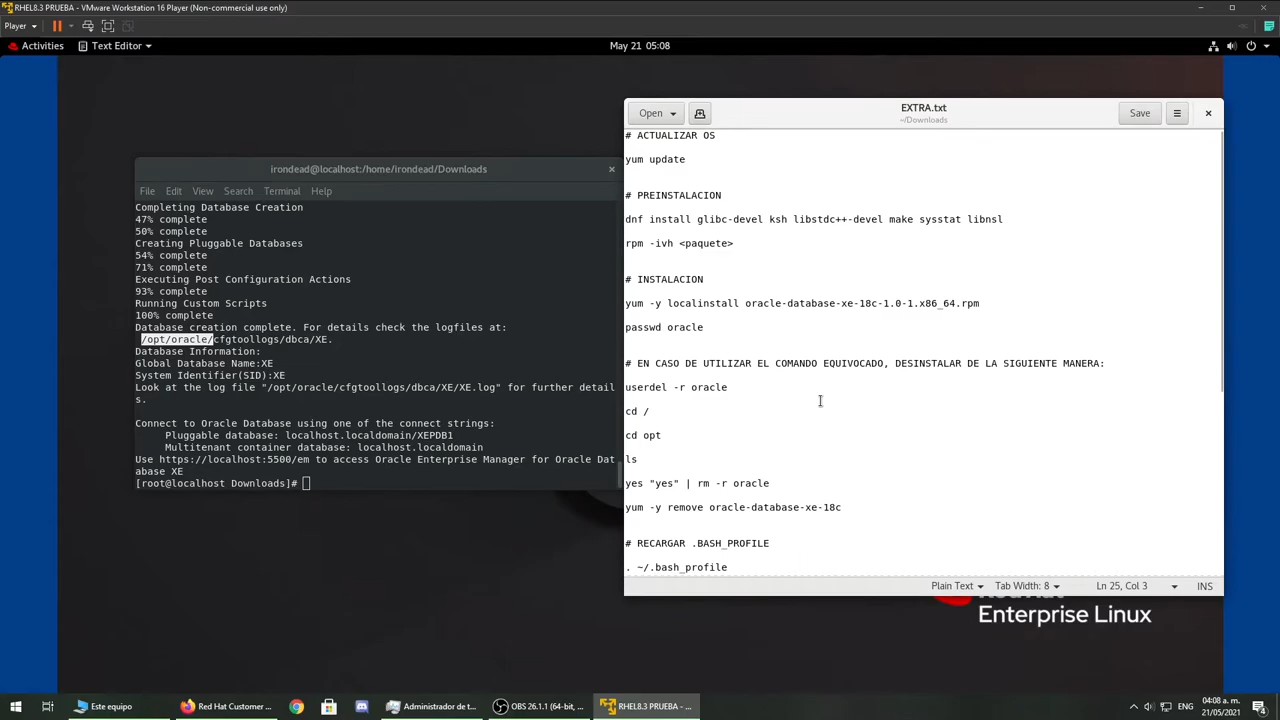 RHEL8.3 PRUEBA - VMware Workstation 16 Player (Non-commercial use only)
Player
Activities
Text Editor
May 21 05:08
irondead@localhost:/home/irondead/Downloads
File Edit View Search Terminal Help
Completing Database Creation
47% complete
50% complete
Creating Pluggable Databases
54% complete
71% complete
Executing Post Configuration Actions
93% complete
Running Custom Scripts
100% complete
Database creation complete. For details check the logfiles at:
/opt/oracle/cfgtoollogs/dbca/XE.
Database Information:
Global Database Name:XE
System Identifier(SID):XE
Look at the log file "/opt/oracle/cfgtoollogs/dbca/XE/XE.log" for further detail
s.
Connect to Oracle Database using one of the connect strings:
Pluggable database: localhost.localdomain/XEPDB1
Multitenant container database: localhost.localdomain
Use https://localhost:5500/em to access Oracle Enterprise Manager for Oracle Dat
abase XE
[root@localhost Downloads]#
Open
EXTRA.txt
~/Downloads
Save
# ACTUALIZAR OS
yum update
# PREINSTALACION
dnf install glibc-devel ksh libstdc++-devel make sysstat libnsl
rpm -ivh <paquete>
# INSTALACION
yum -y localinstall oracle-database-xe-18c-1.0-1.x86_64.rpm
passwd oracle
# EN CASO DE UTILIZAR EL COMANDO EQUIVOCADO, DESINSTALAR DE LA SIGUIENTE MANERA:
userdel -r oracle
cd /
cd opt
ls
yes "yes" | rm -r oracle
yum -y remove oracle-database-xe-18c
# RECARGAR .BASH_PROFILE
. ~/.bash_profile
Plain Text
Tab Width: 8
Ln 25, Col 3
INS
Enterprise Linux
Este equipo
Red Hat Customer ...
Administrador de t...
OBS 26.1.1 (64-bit, ...
RHEL8.3 PRUEBA - ...
ENG
04:08 a. m.
21/05/2021
4